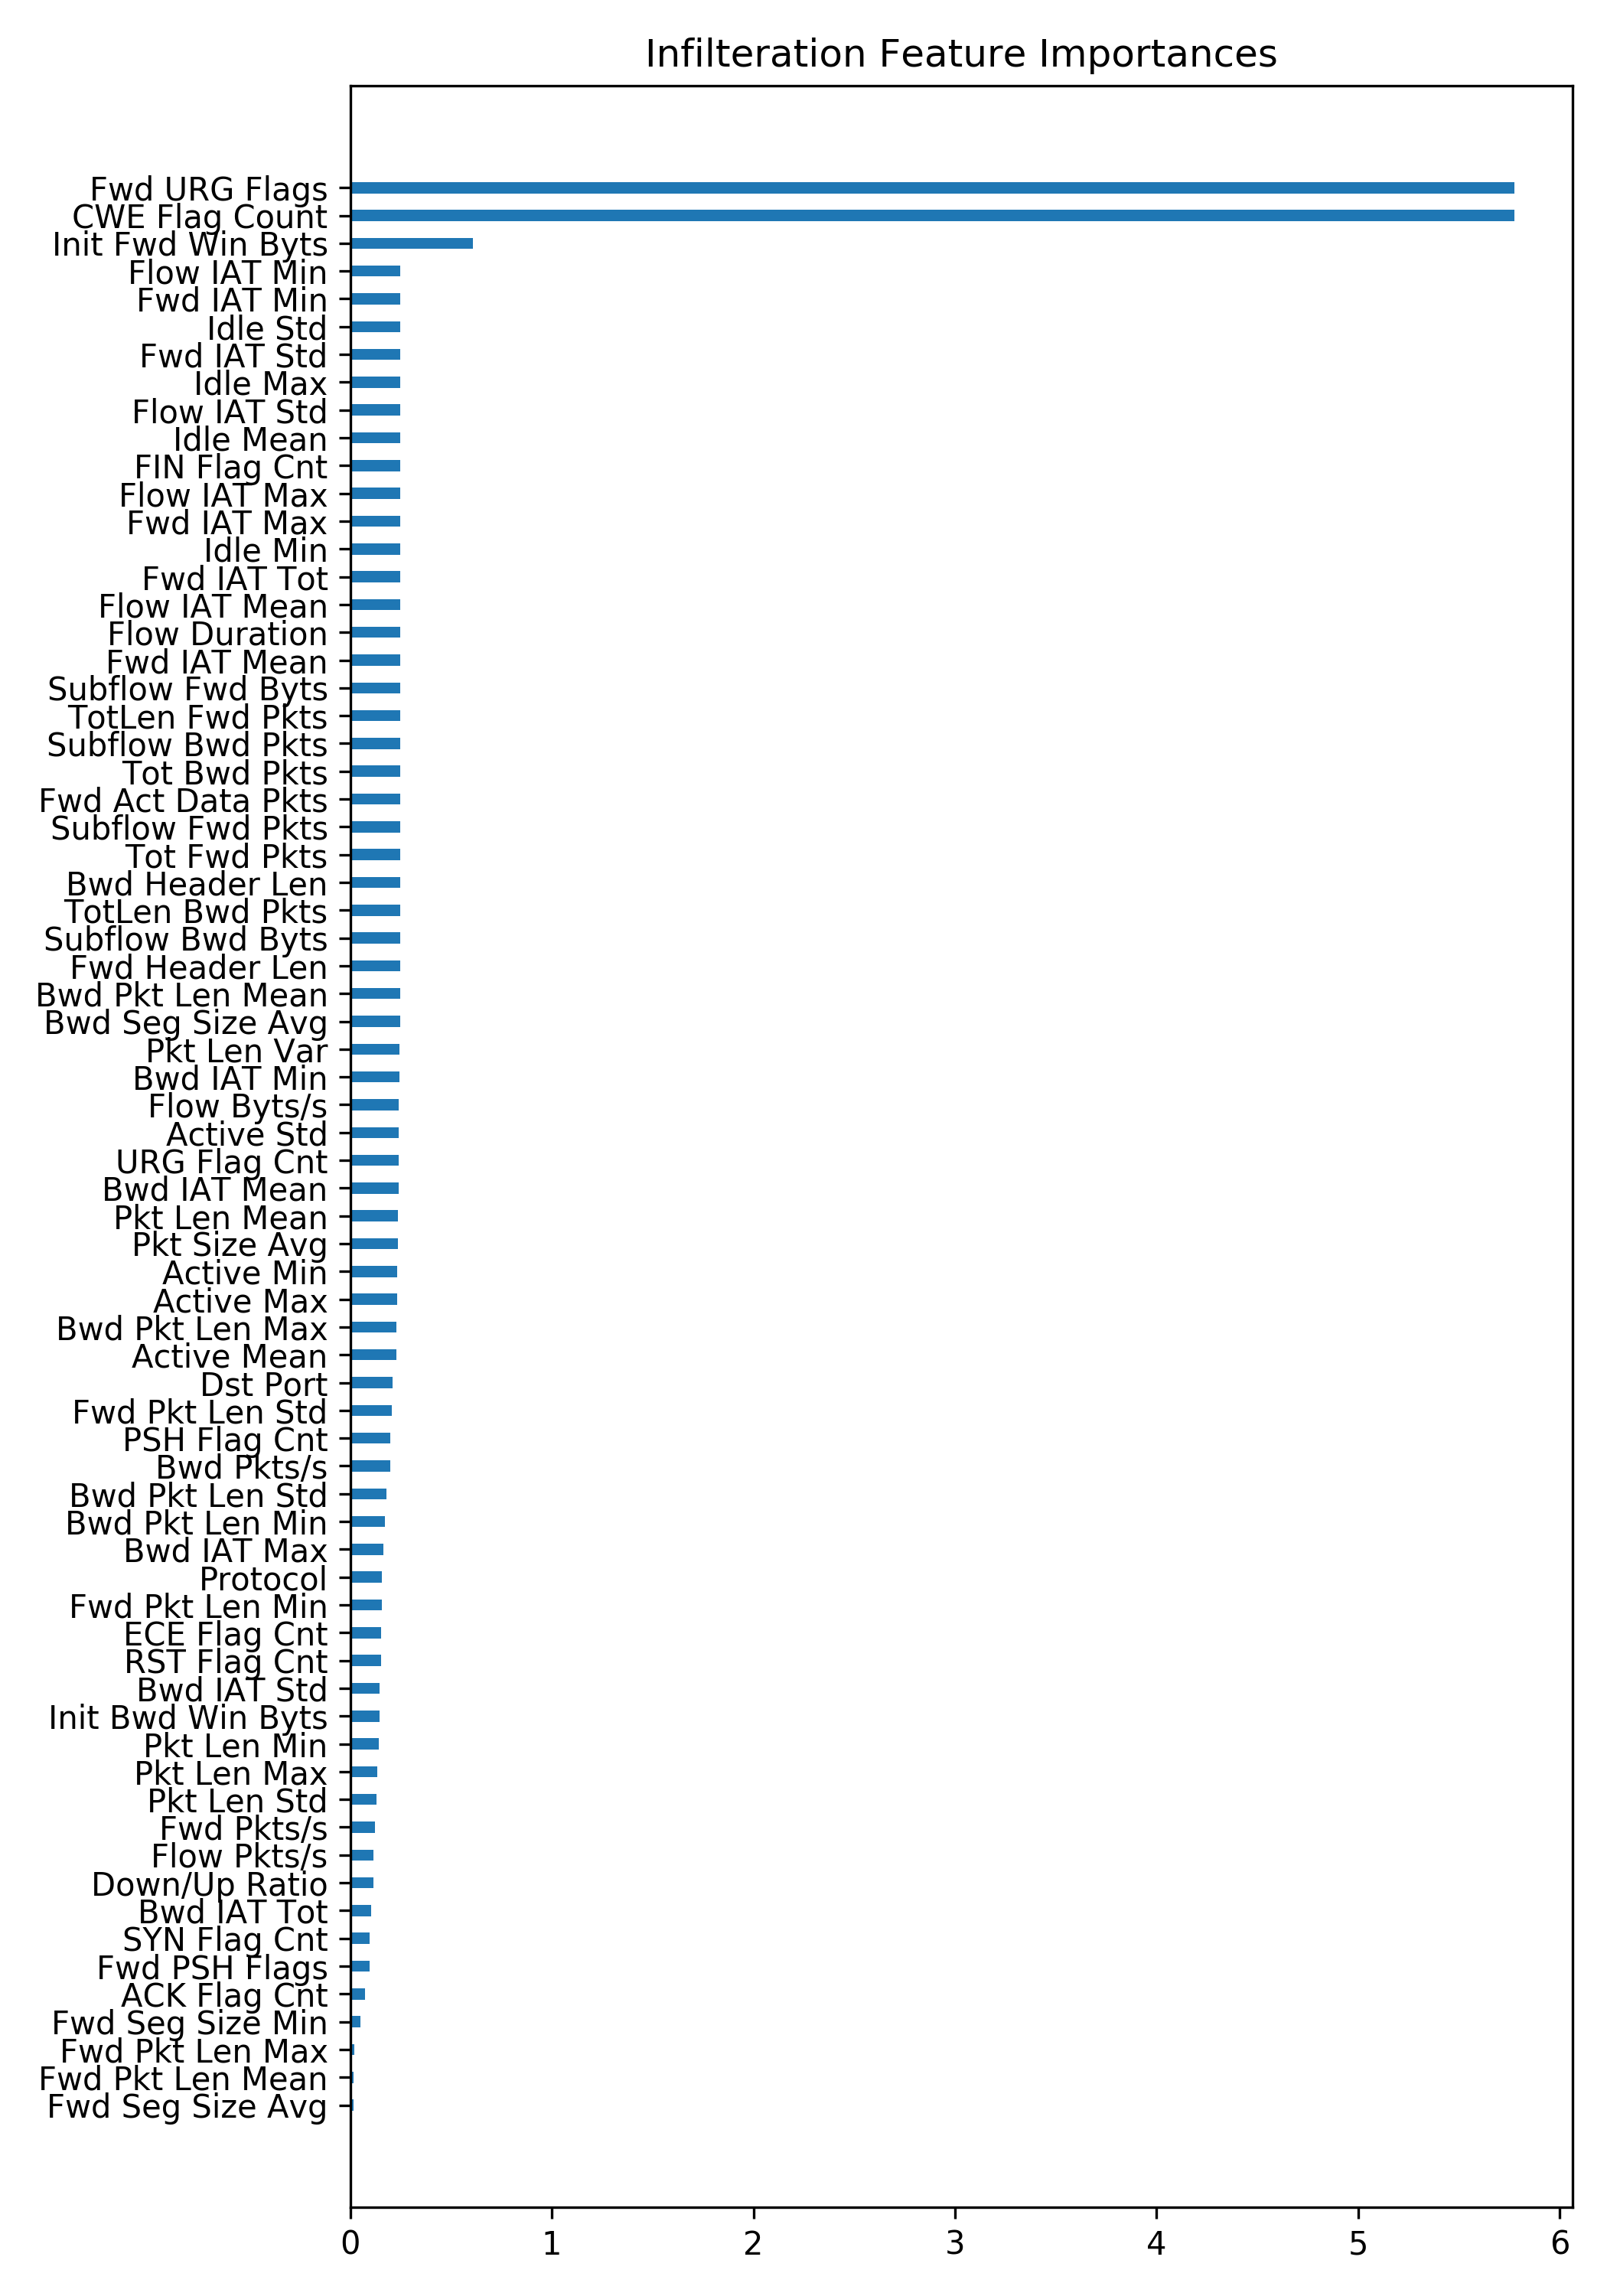 Infilteration Feature Importances
Fwd URG Flags
CWE Flag Count
Init Fwd Win Byts
Flow IAT Min
Fwd IAT Min
Idle Std
Fwd IAT Std
Idle Max
Flow IAT Std
Idle Mean
FIN Flag Cnt
Flow IAT Max
Fwd IAT Max
Idle Min
Fwd IAT Tot
Flow IAT Mean
Flow Duration
Fwd IAT Mean
Subflow Fwd Byts
TotLen Fwd Pkts
Subflow Bwd Pkts
Tot Bwd Pkts
Fwd Act Data Pkts
Subflow Fwd Pkts
Tot Fwd Pkts
Bwd Header Len
TotLen Bwd Pkts
Subflow Bwd Byts
Fwd Header Len
Bwd Pkt Len Mean
Bwd Seg Size Avg
Pkt Len Var
Bwd IAT Min
Flow Byts/s
Active Std
URG Flag Cnt
Bwd IAT Mean
Pkt Len Mean
Pkt Size Avg
Active Min
Active Max
Bwd Pkt Len Max
Active Mean
Dst Port
Fwd Pkt Len Std
PSH Flag Cnt
Bwd Pkts/s
Bwd Pkt Len Std
Bwd Pkt Len Min
Bwd IAT Max
Protocol
Fwd Pkt Len Min
ECE Flag Cnt
RST Flag Cnt
Bwd IAT Std
Init Bwd Win Byts
Pkt Len Min
Pkt Len Max
Pkt Len Std
Fwd Pkts/s
Flow Pkts/s
Down/Up Ratio
Bwd IAT Tot
SYN Flag Cnt
Fwd PSH Flags
ACK Flag Cnt
Fwd Seg Size Min
Fwd Pkt Len Max
Fwd Pkt Len Mean
Fwd Seg Size Avg
0 1 2 3 4 5 6